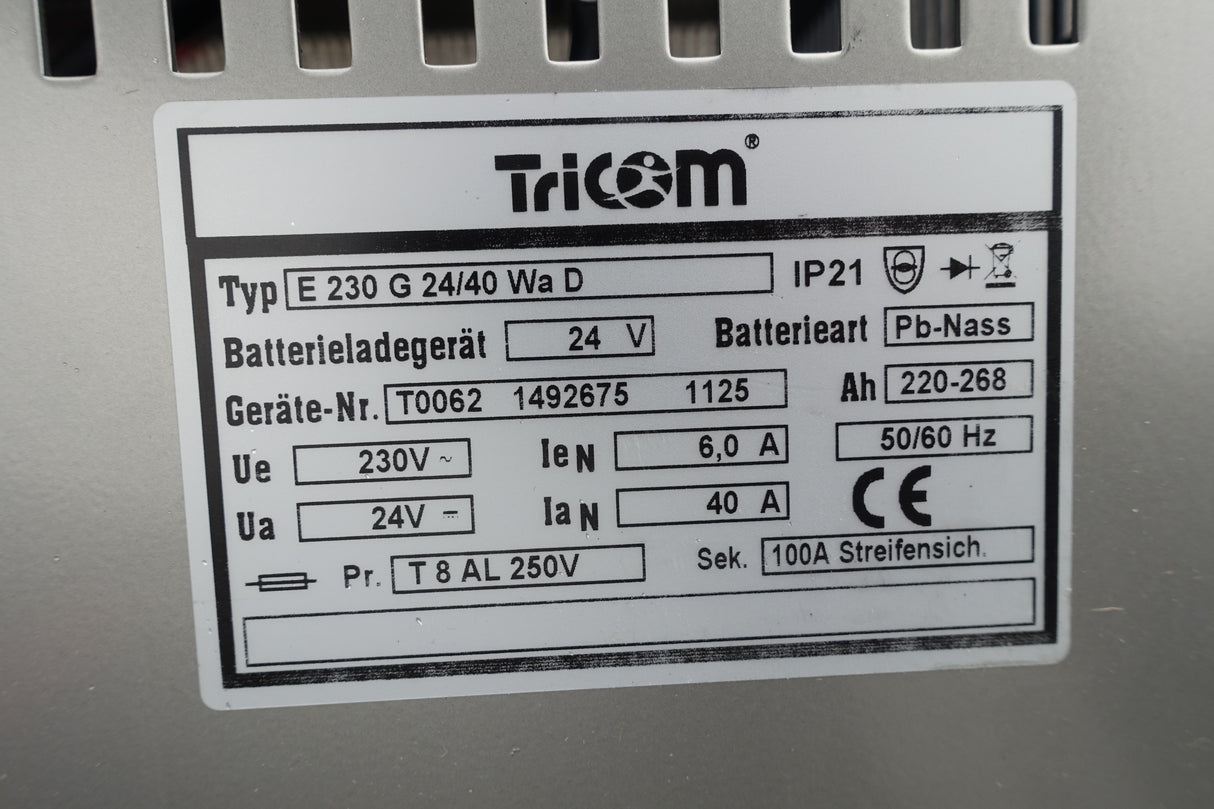 TriCOM®
Typ E 230 G 24/40 Wa D IP21
Batterieladegerät 24 V Batterieart Pb-Nass
Geräte-Nr. T0062 1492675 1125 Ah 220-268
Ue 230V ~ Ie N 6,0 A 50/60 Hz
Ua 24V ⎓ Ia N 40 A CE
Pr. T 8 AL 250V Sek. 100A Streifensich.